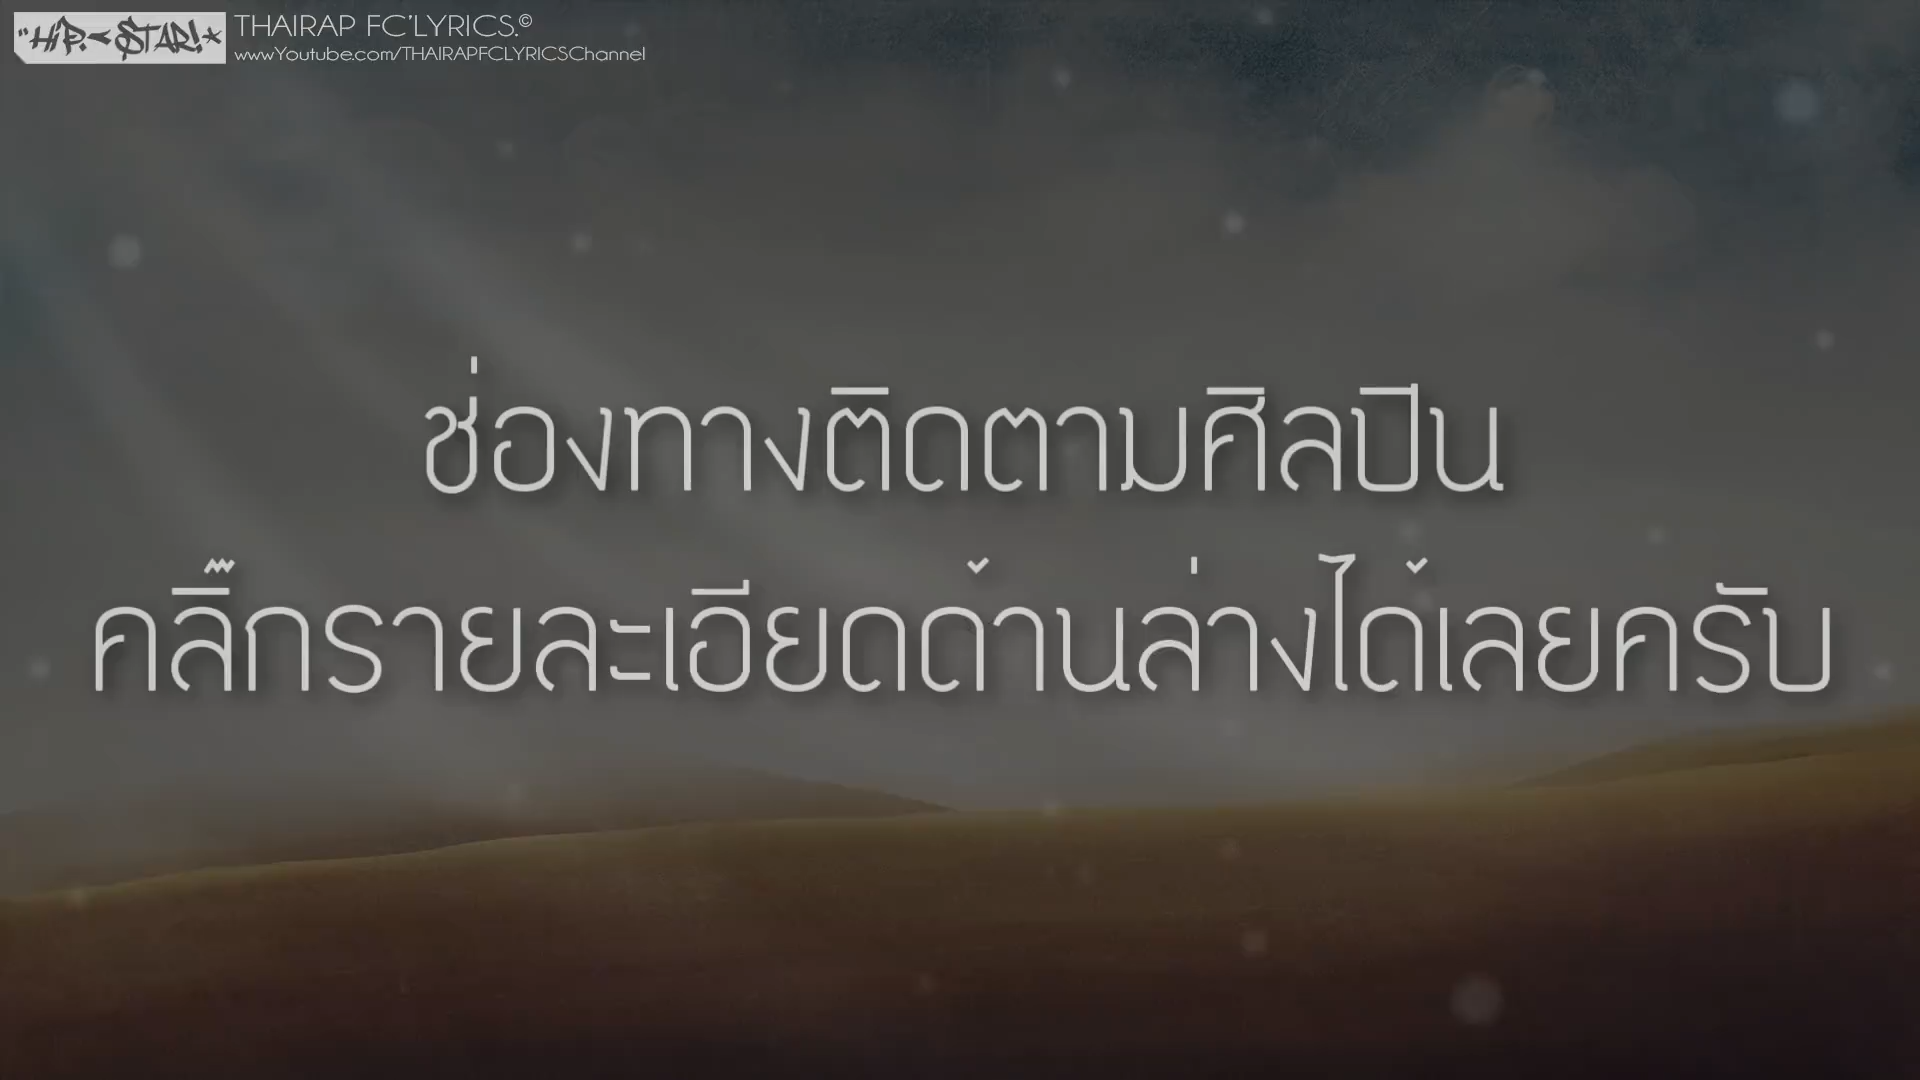 "HiP.<STAR!*
THAIRAP FC'LYRICS.©
wwwYoutube.com/THAIRAPFCLYRICSChannel
ช่องทางติดตามศิลปิน
คลิ๊กรายละเอียดด้านล่างได้เลยครับ